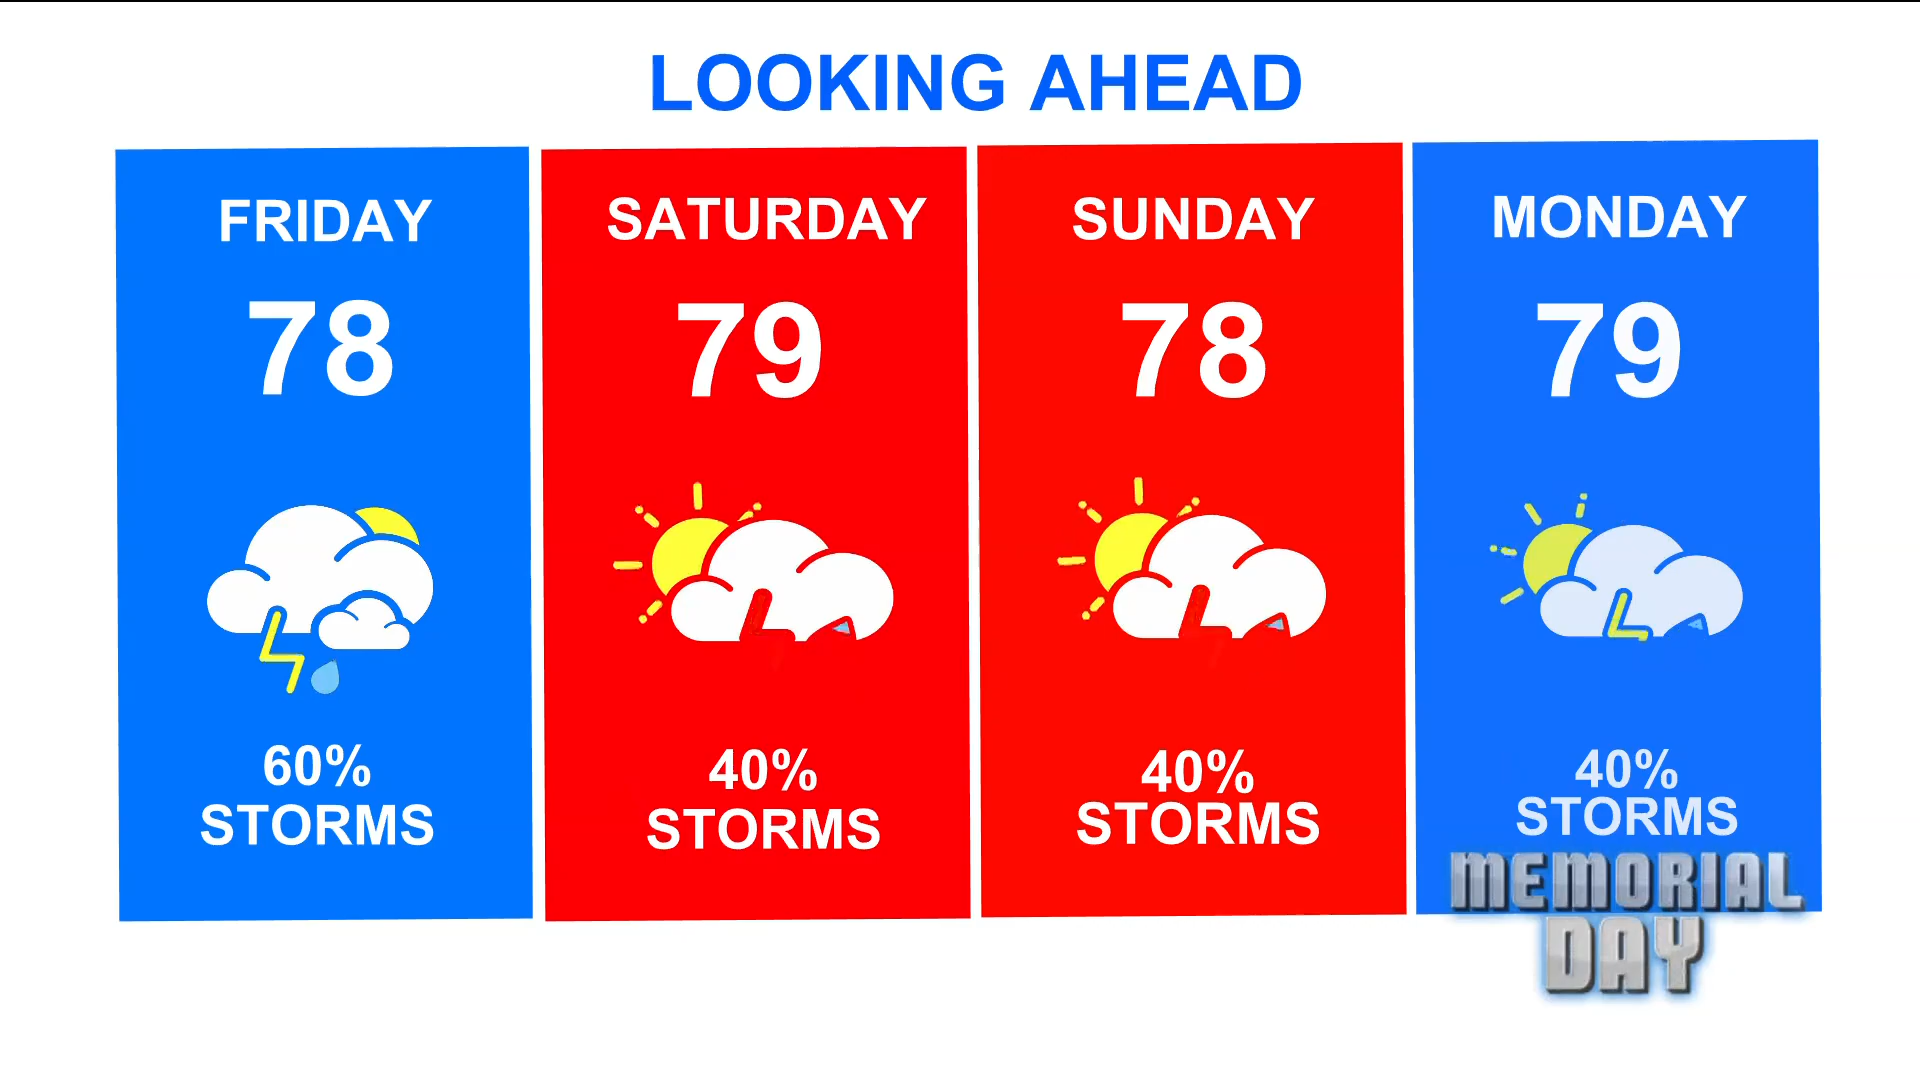 LOOKING AHEAD
FRIDAY
78
60%
STORMS
SATURDAY
79
40%
STORMS
SUNDAY
78
40%
STORMS
MONDAY
79
40%
STORMS
MEMORIAL
DAY